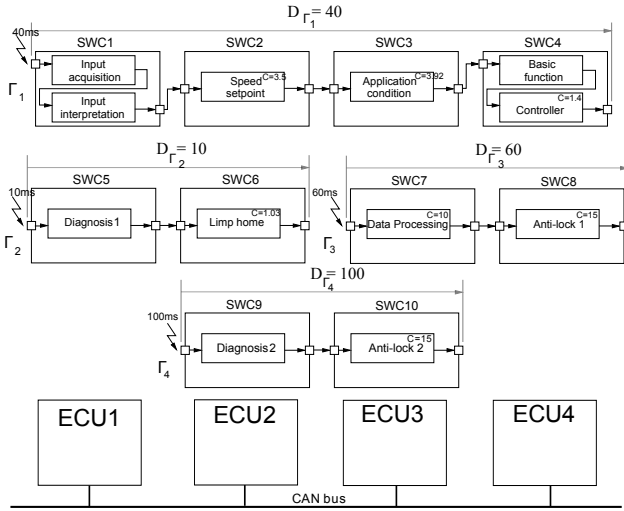 D Γ1 = 40
40ms
SWC1 SWC2 SWC3 SWC4
Input acquisition
Input interpretation
C=3.5
Speed setpoint
C=3.92
Application condition
Basic function
C=1.4
Controller
Γ1
D Γ2 = 10
D Γ3 = 60
10ms
SWC5 SWC6
60ms
SWC7 SWC8
Diagnosis1
C=1.03
Limp home
C=10
Data Processing
C=15
Anti-lock 1
Γ2
Γ3
D Γ4 = 100
100ms
SWC9 SWC10
Diagnosis2
C=15
Anti-lock 2
Γ4
ECU1 ECU2 ECU3 ECU4
CAN bus